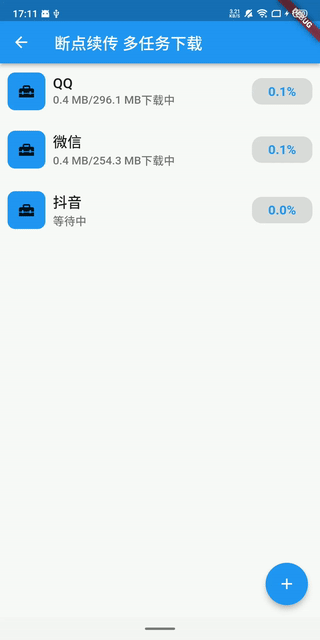 17:11
3.21
KB/S
断点续传 多任务下载
QQ
0.4 MB/296.1 MB下载中
0.1%
微信
0.4 MB/254.3 MB下载中
0.1%
抖音
等待中
0.0%